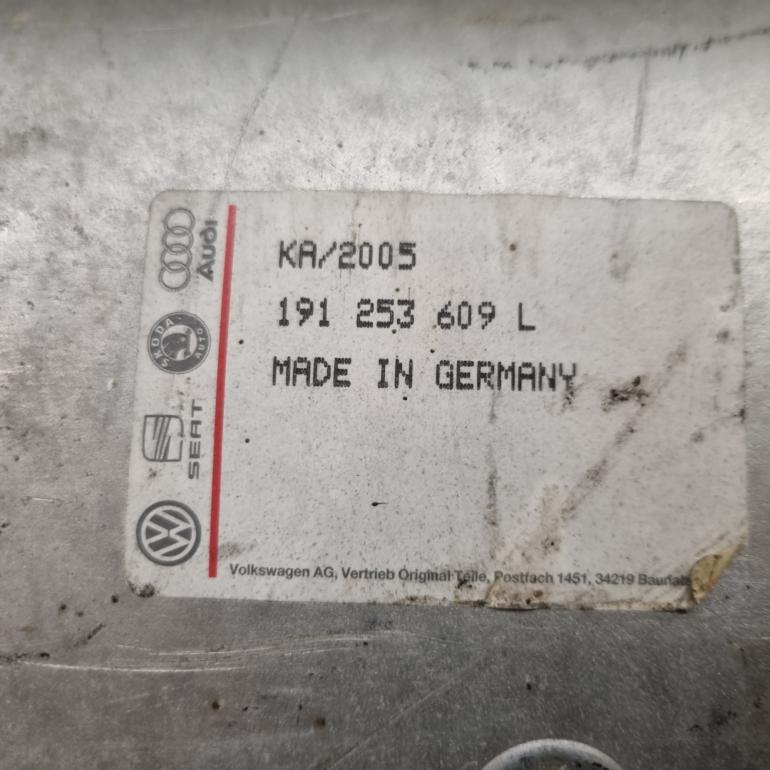 KA/2005
191 253 609 L
MADE IN GERMANY
Audi
SKODA AUTO
SEAT
Volkswagen AG, Vertrieb Original Teile, Postfach 1451, 34219